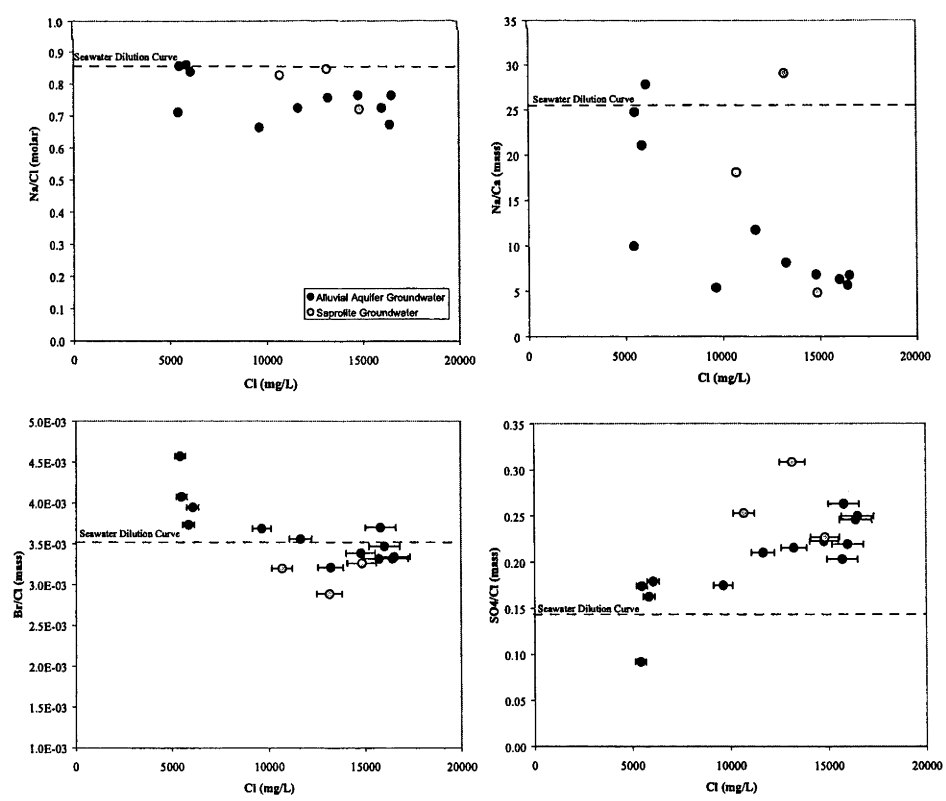 1.0
0.9
0.8
0.7
0.6
0.5
0.4
0.3
0.2
0.1
0.0
Na/Cl (molar)
Seawater Dilution Curve
Alluvial Aquifer Groundwater
Saprolite Groundwater
0 5000 10000 15000 20000
Cl (mg/L)
35
30
25
20
15
10
5
0
Na/Ca (mass)
Seawater Dilution Curve
0 5000 10000 15000 20000
Cl (mg/L)
5.0E-03
4.5E-03
4.0E-03
3.5E-03
3.0E-03
2.5E-03
2.0E-03
1.5E-03
1.0E-03
Br/Cl (mass)
Seawater Dilution Curve
0 5000 10000 15000 20000
Cl (mg/L)
0.35
0.30
0.25
0.20
0.15
0.10
0.05
0.00
SO4/Cl (mass)
Seawater Dilution Curve
0 5000 10000 15000 20000
Cl (mg/L)